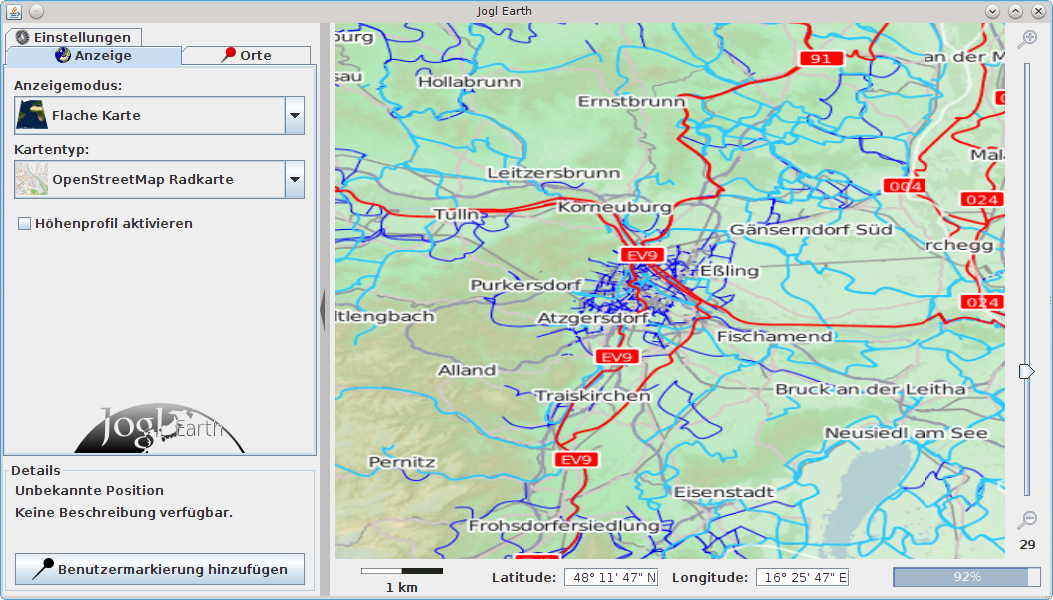 Jogl Earth
Einstellungen
Anzeige
Orte
Anzeigemodus:
Flache Karte
Kartentyp:
OpenStreetMap Radkarte
Höhenprofil aktivieren
Jogl Earth
Details
Unbekannte Position
Keine Beschreibung verfügbar.
Benutzermarkierung hinzufügen
burg
91
an der M
sau
Hollabrunn
Ernstbrunn
Mal
Leitzersbrunn
004
024
Tulln
Korneuburg
Gänserndorf Süd
rchegg
EV9
Eßling
Purkersdorf
024
ltlengbach
Atzgersdorf
Fischamend
EV9
Alland
Traiskirchen
Bruck an der Leitha
Neusiedl am See
Pernitz
EV9
Eisenstadt
Frohsdorfersiedlung
29
1 km
Latitude: 48° 11' 47" N Longitude: 16° 25' 47" E 92%